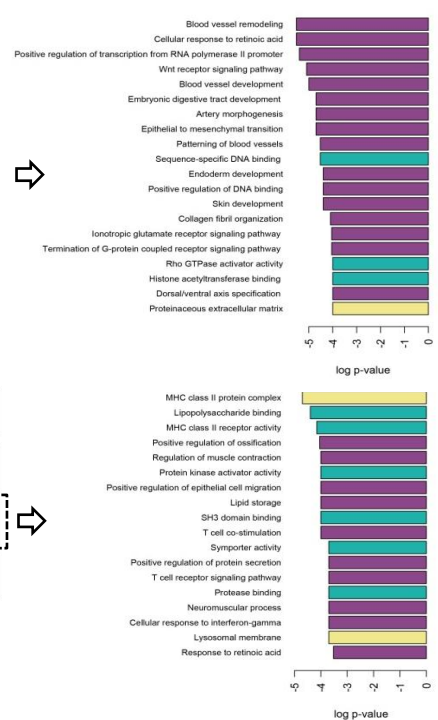 Blood vessel remodeling
Cellular response to retinoic acid
Positive regulation of transcription from RNA polymerase II promoter
Wnt receptor signaling pathway
Blood vessel development
Embryonic digestive tract development
Artery morphogenesis
Epithelial to mesenchymal transition
Patterning of blood vessels
Sequence-specific DNA binding
Endoderm development
Positive regulation of DNA binding
Skin development
Collagen fibril organization
Ionotropic glutamate receptor signaling pathway
Termination of G-protein coupled receptor signaling pathway
Rho GTPase activator activity
Histone acetyltransferase binding
Dorsal/ventral axis specification
Proteinaceous extracellular matrix
-5 -4 -3 -2 -1 0
log p-value
MHC class II protein complex
Lipopolysaccharide binding
MHC class II receptor activity
Positive regulation of ossification
Regulation of muscle contraction
Protein kinase activator activity
Positive regulation of epithelial cell migration
Lipid storage
SH3 domain binding
T cell co-stimulation
Symporter activity
Positive regulation of protein secretion
T cell receptor signaling pathway
Protease binding
Neuromuscular process
Cellular response to interferon-gamma
Lysosomal membrane
Response to retinoic acid
-5 -4 -3 -2 -1 0
log p-value